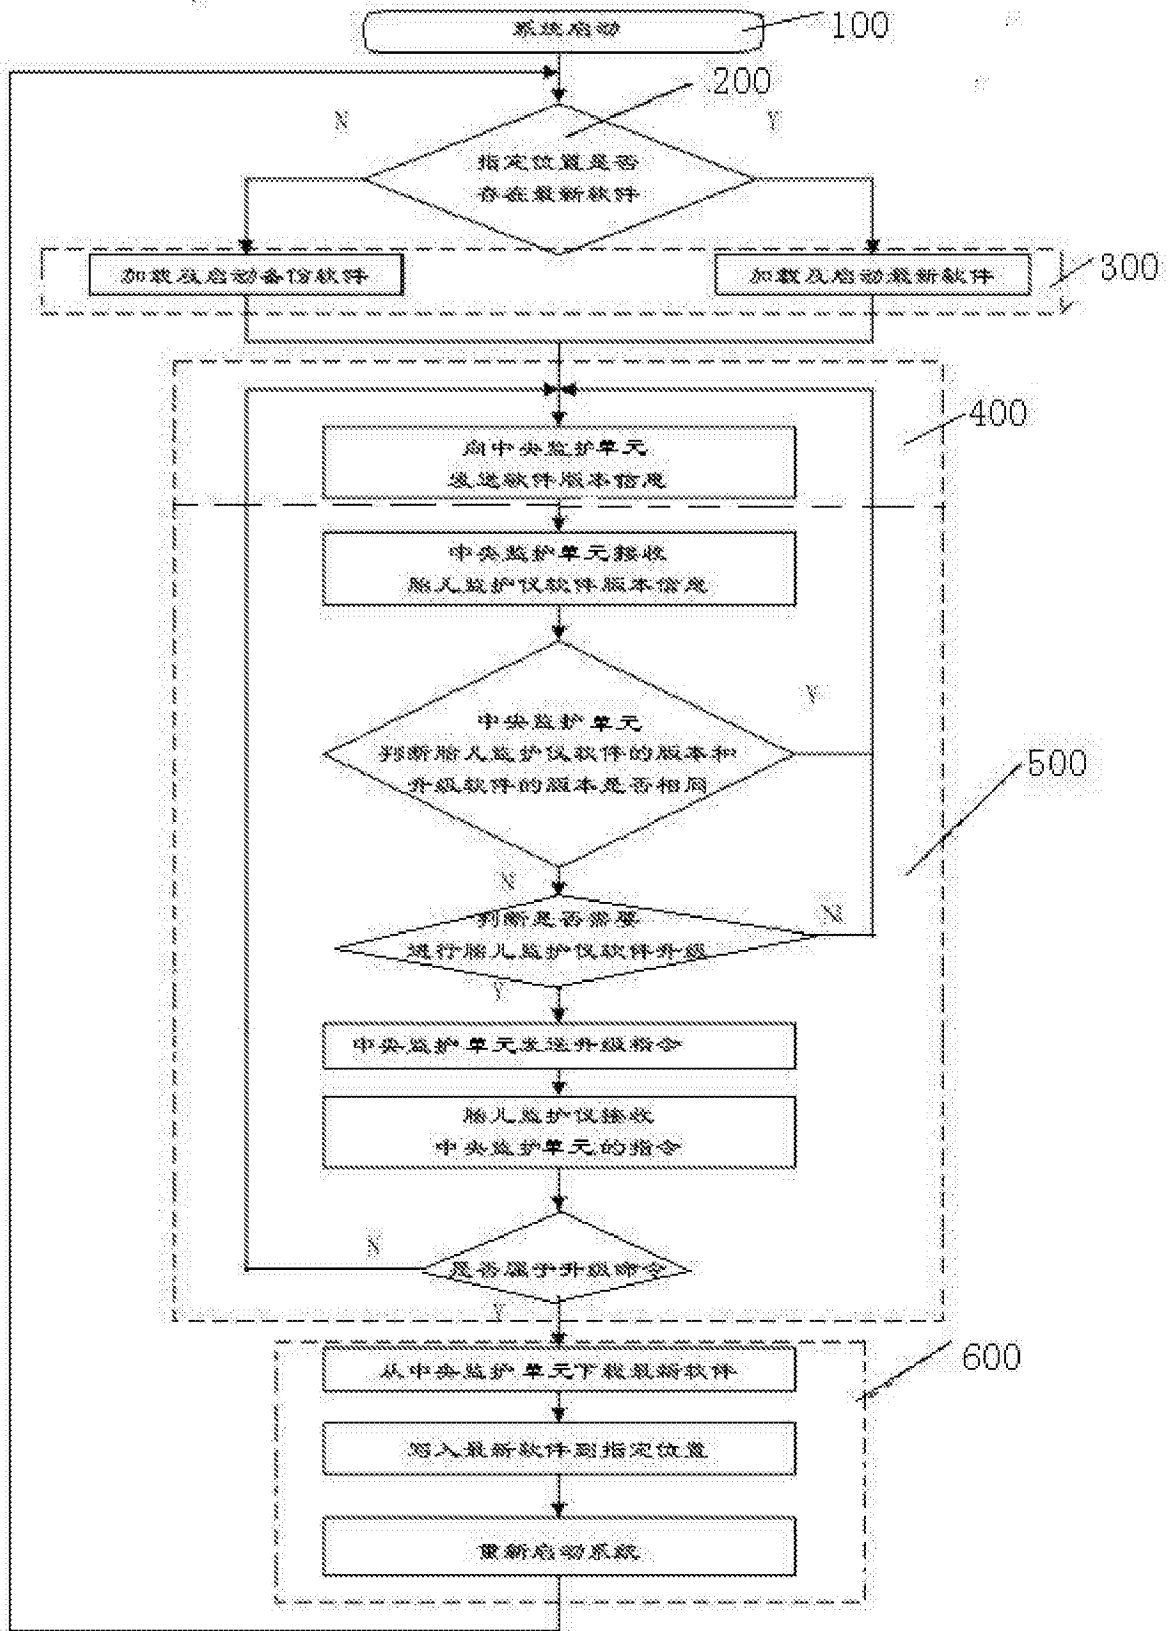 系统启动
100
200
N
Y
指定位置是否
存在最新软件
加载及启动备份软件
加载及启动最新软件
300
400
向中央监护单元
发送软件版本信息
中央监护单元接收
胎儿监护仪软件版本信息
Y
中央监护单元
判断胎儿监护仪软件的版本和
升级软件的版本是否相同
500
N
判断是否需要
进行胎儿监护仪软件升级
N
Y
中央监护单元发送升级指令
胎儿监护仪接收
中央监护单元的指令
N
是否属于升级命令
Y
600
从中央监护单元下载最新软件
写入最新软件到指定位置
重新启动系统